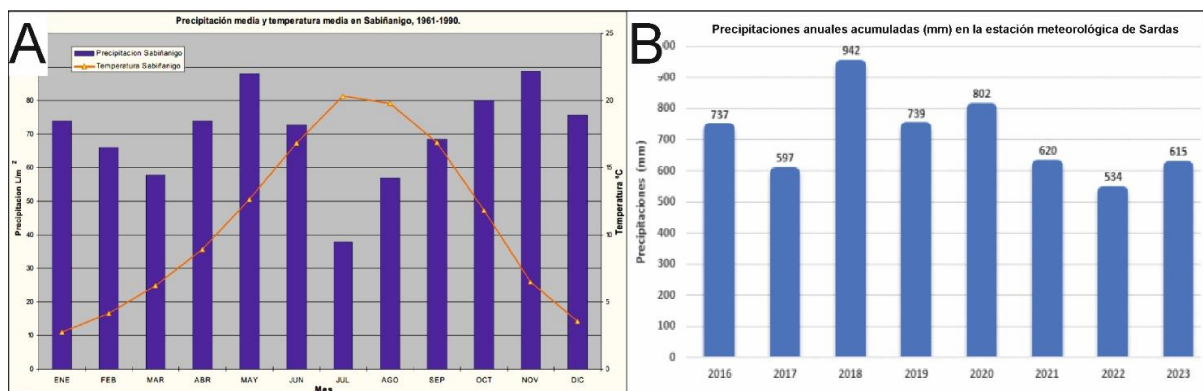 A
Precipitación media y temperatura media en Sabiñanigo, 1961-1990.
Precipitacion Sabiñanigo
Temperatura Sabiñanigo
Precipitacion L/m2
80
70
60
50
40
30
20
10
0
25
20
15
10
5
0
Temperatura °C
ENE FEB MAR ABR MAY JUN JUL AGO SEP OCT NOV DIC
Mes
B
Precipitaciones anuales acumuladas (mm) en la estación meteorológica de Sardas
Precipitaciones (mm)
900
800
700
600
500
400
300
200
100
0
737 597 942 739 802 620 534 615
2016 2017 2018 2019 2020 2021 2022 2023